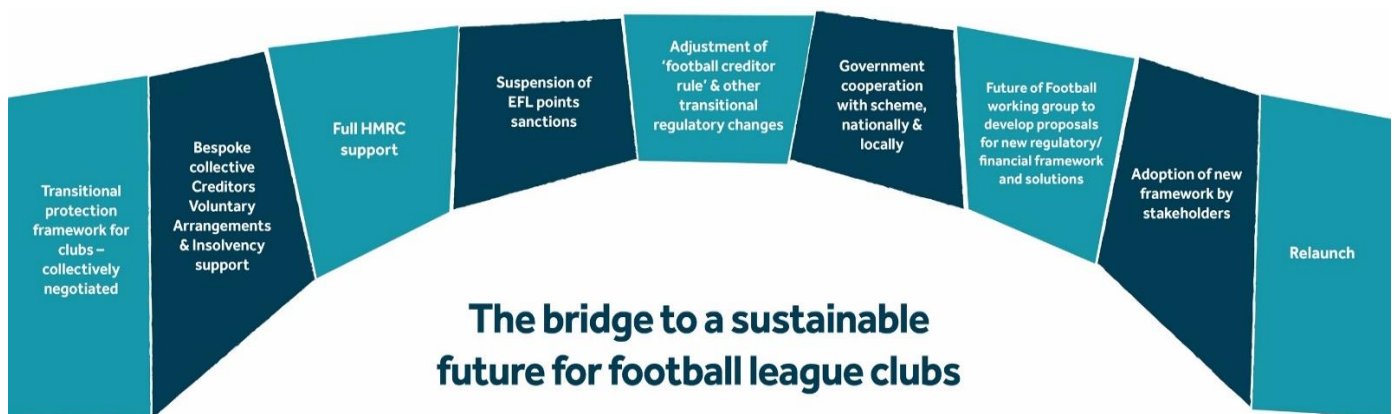 Transitional
protection
framework for
clubs –
collectively
negotiated
Bespoke
collective
Creditors
Voluntary
Arrangements
& Insolvency
support
Full HMRC
support
Suspension of
EFL points
sanctions
Adjustment of
‘football creditor
rule’ & other
transitional
regulatory changes
Government
cooperation
with scheme,
nationally &
locally
Future of Football
working group to
develop proposals
for new regulatory/
financial framework
and solutions
Adoption of new
framework by
stakeholders
Relaunch
The bridge to a sustainable
future for football league clubs